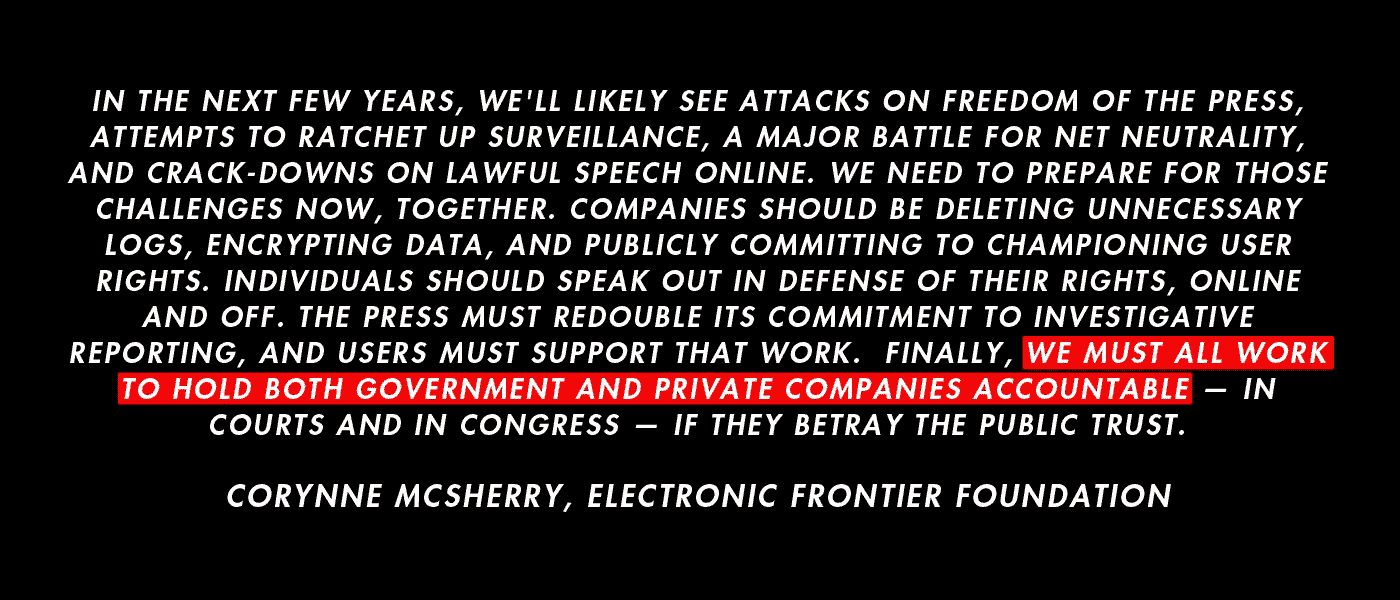 IN THE NEXT FEW YEARS, WE'LL LIKELY SEE ATTACKS ON FREEDOM OF THE PRESS,
ATTEMPTS TO RATCHET UP SURVEILLANCE, A MAJOR BATTLE FOR NET NEUTRALITY,
AND CRACK-DOWNS ON LAWFUL SPEECH ONLINE. WE NEED TO PREPARE FOR THOSE
CHALLENGES NOW, TOGETHER. COMPANIES SHOULD BE DELETING UNNECESSARY
LOGS, ENCRYPTING DATA, AND PUBLICLY COMMITTING TO CHAMPIONING USER
RIGHTS. INDIVIDUALS SHOULD SPEAK OUT IN DEFENSE OF THEIR RIGHTS, ONLINE
AND OFF. THE PRESS MUST REDOUBLE ITS COMMITMENT TO INVESTIGATIVE
REPORTING, AND USERS MUST SUPPORT THAT WORK.  FINALLY, WE MUST ALL WORK
TO HOLD BOTH GOVERNMENT AND PRIVATE COMPANIES ACCOUNTABLE — IN
COURTS AND IN CONGRESS — IF THEY BETRAY THE PUBLIC TRUST.
CORYNNE MCSHERRY, ELECTRONIC FRONTIER FOUNDATION